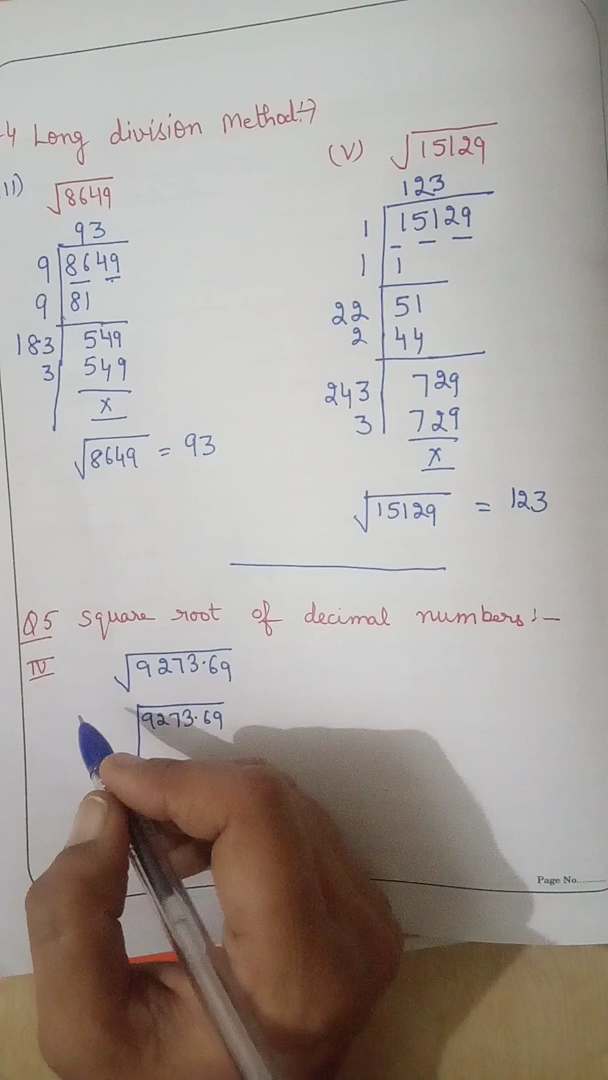 -4 Long division Method:→
11) √8649
93
9 8649
9 81
183 549
3 549
x
√8649 = 93
(V) √15129
123
1 15129
1 1
22 51
2 44
243 729
3 729
x
√15129 = 123
Q5 Square root of decimal numbers:-
IV √9273.69
9273.69
Page No..........